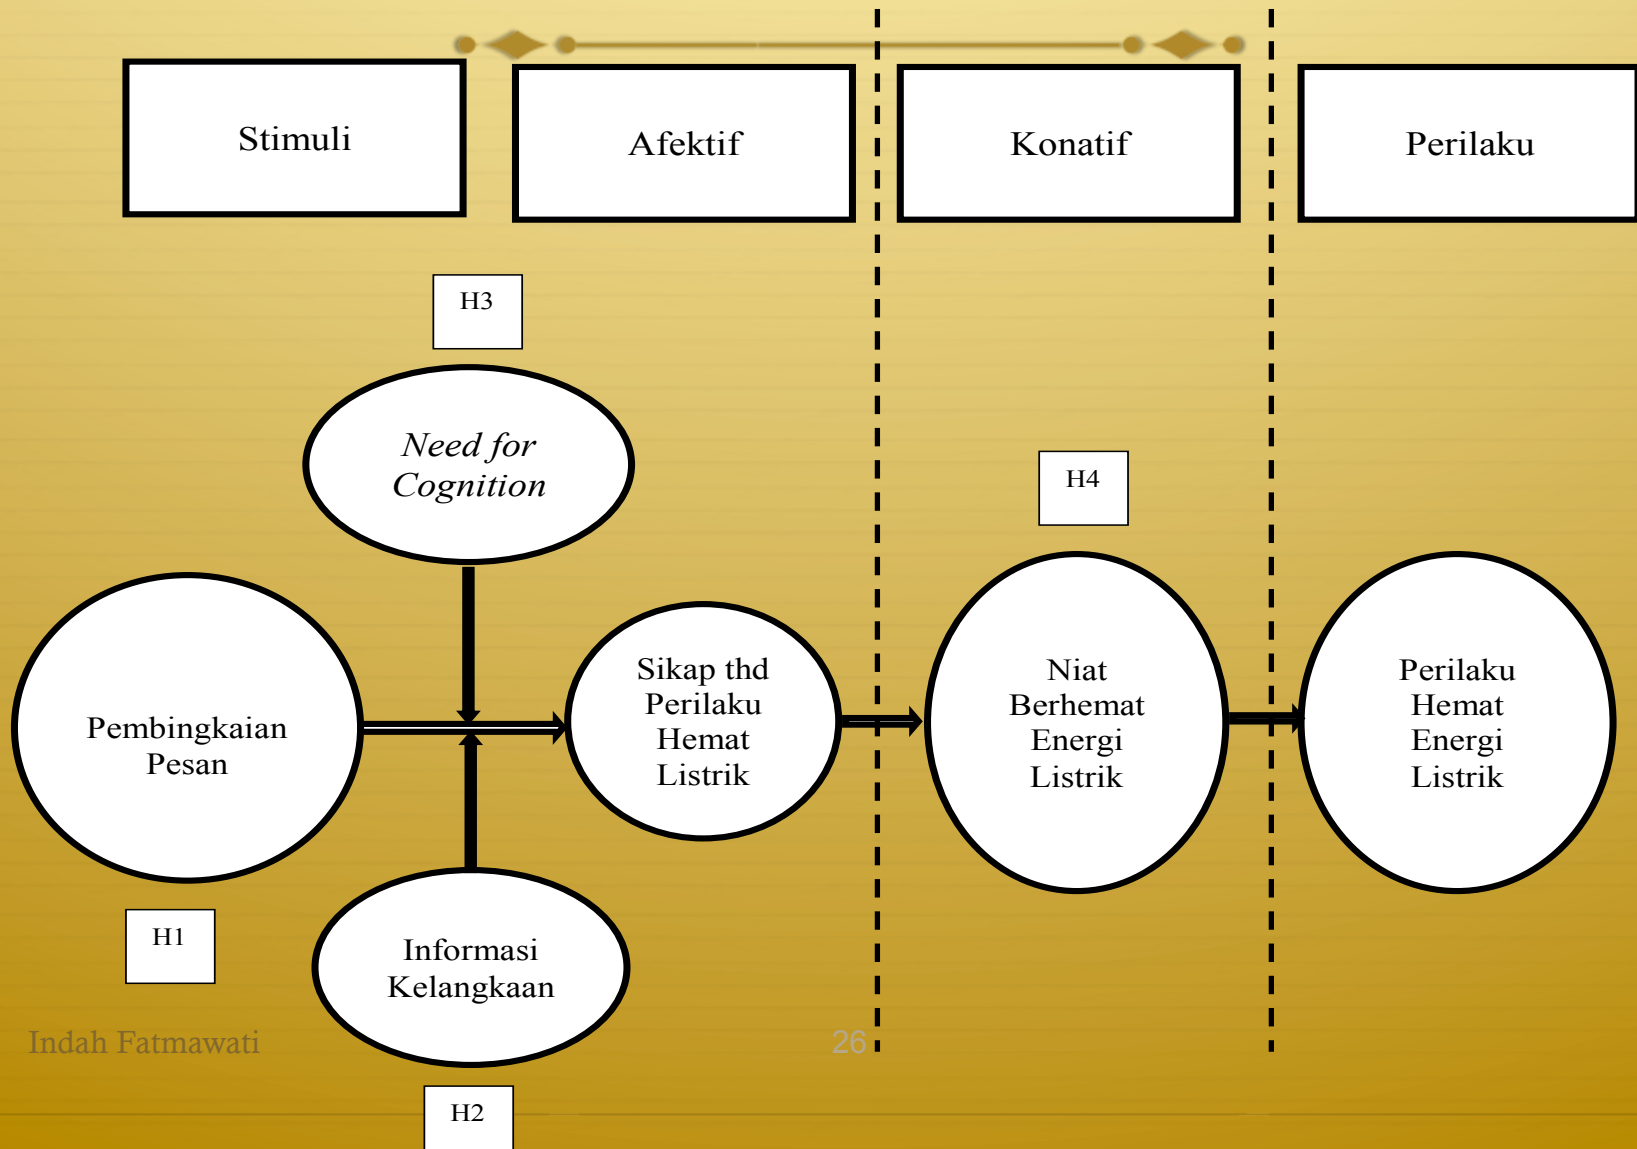 Stimuli
Afektif
Konatif
Perilaku
H3
Need for
Cognition
H4
Pembingkaian
Pesan
Sikap thd
Perilaku
Hemat
Listrik
Niat
Berhemat
Energi
Listrik
Perilaku
Hemat
Energi
Listrik
H1
Informasi
Kelangkaan
Indah Fatmawati
26
H2